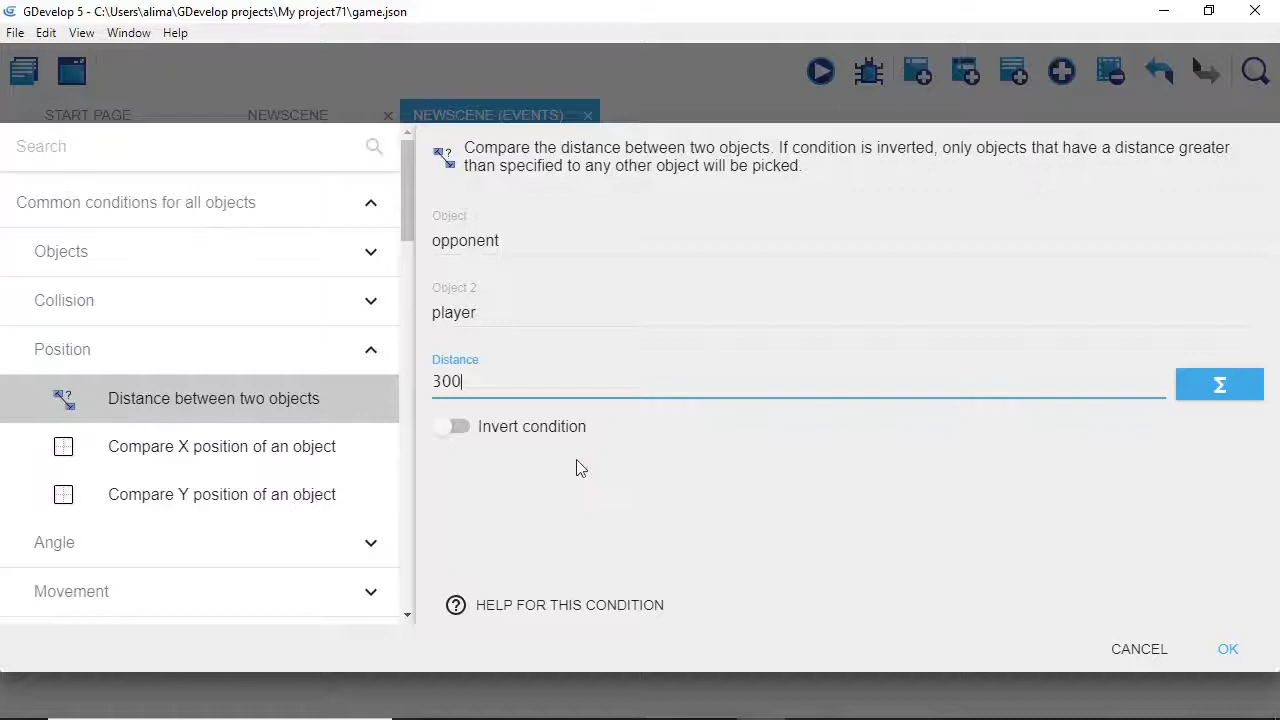 GDevelop 5 - C:\Users\alima\GDevelop projects\My project71\game.json
File Edit View Window Help
START PAGE NEWSCENE × NEWSCENE (EVENTS) ×
Search
Common conditions for all objects
Objects
Collision
Position
Distance between two objects
Compare X position of an object
Compare Y position of an object
Angle
Movement
Compare the distance between two objects. If condition is inverted, only objects that have a distance greater
than specified to any other object will be picked.
Object
opponent
Object 2
player
Distance
300
Σ
Invert condition
? HELP FOR THIS CONDITION
CANCEL OK